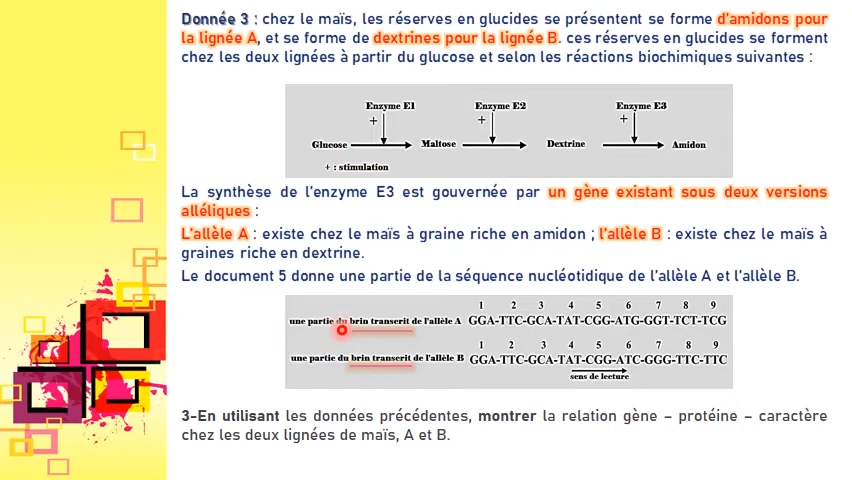 Donnée 3 : chez le maïs, les réserves en glucides se présentent se forme d'amidons pour
la lignée A, et se forme de dextrines pour la lignée B. ces réserves en glucides se forment
chez les deux lignées à partir du glucose et selon les réactions biochimiques suivantes :
Enzyme E1 Enzyme E2 Enzyme E3
+ + +
Glucose Maltose Dextrine Amidon
+ : stimulation
La synthèse de l'enzyme E3 est gouvernée par un gène existant sous deux versions
alléliques :
L'allèle A : existe chez le maïs à graine riche en amidon ; l'allèle B : existe chez le maïs à
graines riche en dextrine.
Le document 5 donne une partie de la séquence nucléotidique de l'allèle A et l'allèle B.
1 2 3 4 5 6 7 8 9
une partie du brin transcrit de l'allèle A GGA-TTC-GCA-TAT-CGG-ATG-GGT-TCT-TCG
1 2 3 4 5 6 7 8 9
une partie du brin transcrit de l'allèle B GGA-TTC-GCA-TAT-CGG-ATC-GGG-TTC-TTC
sens de lecture
3-En utilisant les données précédentes, montrer la relation gène – protéine – caractère
chez les deux lignées de maïs, A et B.